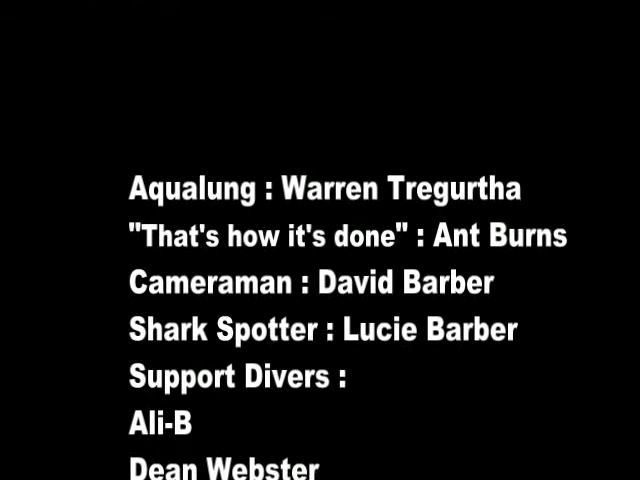 Aqualung : Warren Tregurtha
"That's how it's done" : Ant Burns
Cameraman : David Barber
Shark Spotter : Lucie Barber
Support Divers :
Ali-B
Dean Webster